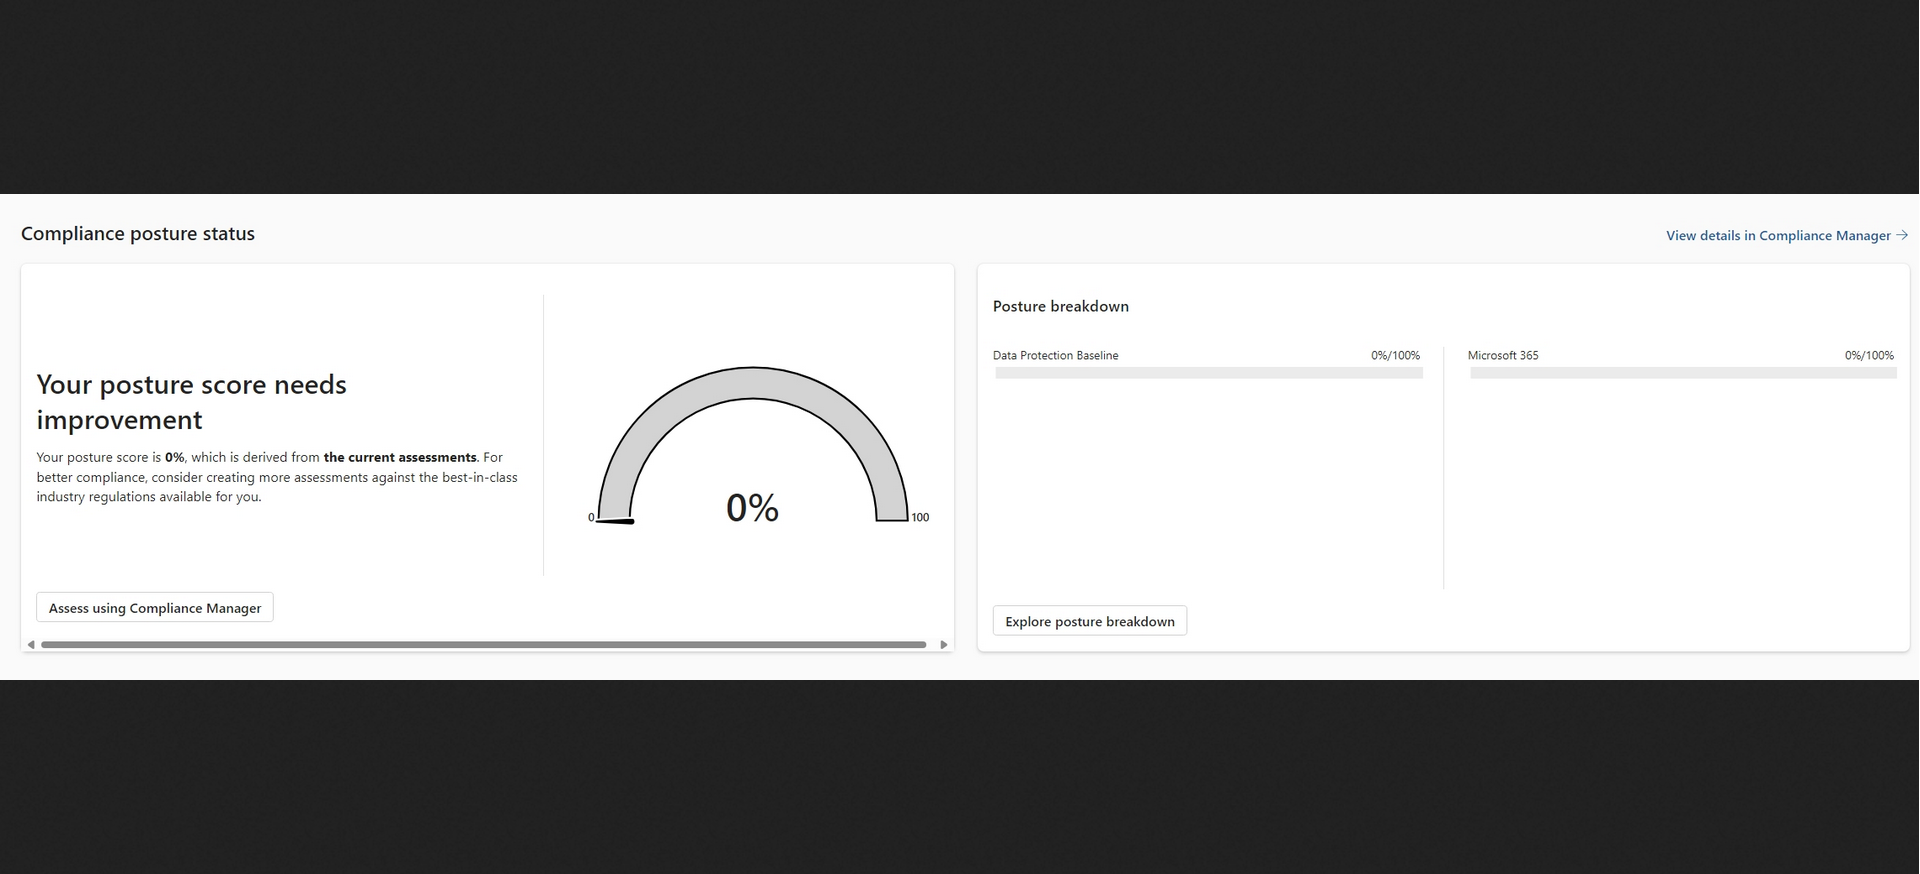 Compliance posture status
View details in Compliance Manager
Your posture score needs
improvement
Your posture score is 0%, which is derived from the current assessments. For
better compliance, consider creating more assessments against the best-in-class
industry regulations available for you.
Assess using Compliance Manager
0
0%
100
Posture breakdown
Data Protection Baseline
0%/100%
Microsoft 365
0%/100%
Explore posture breakdown